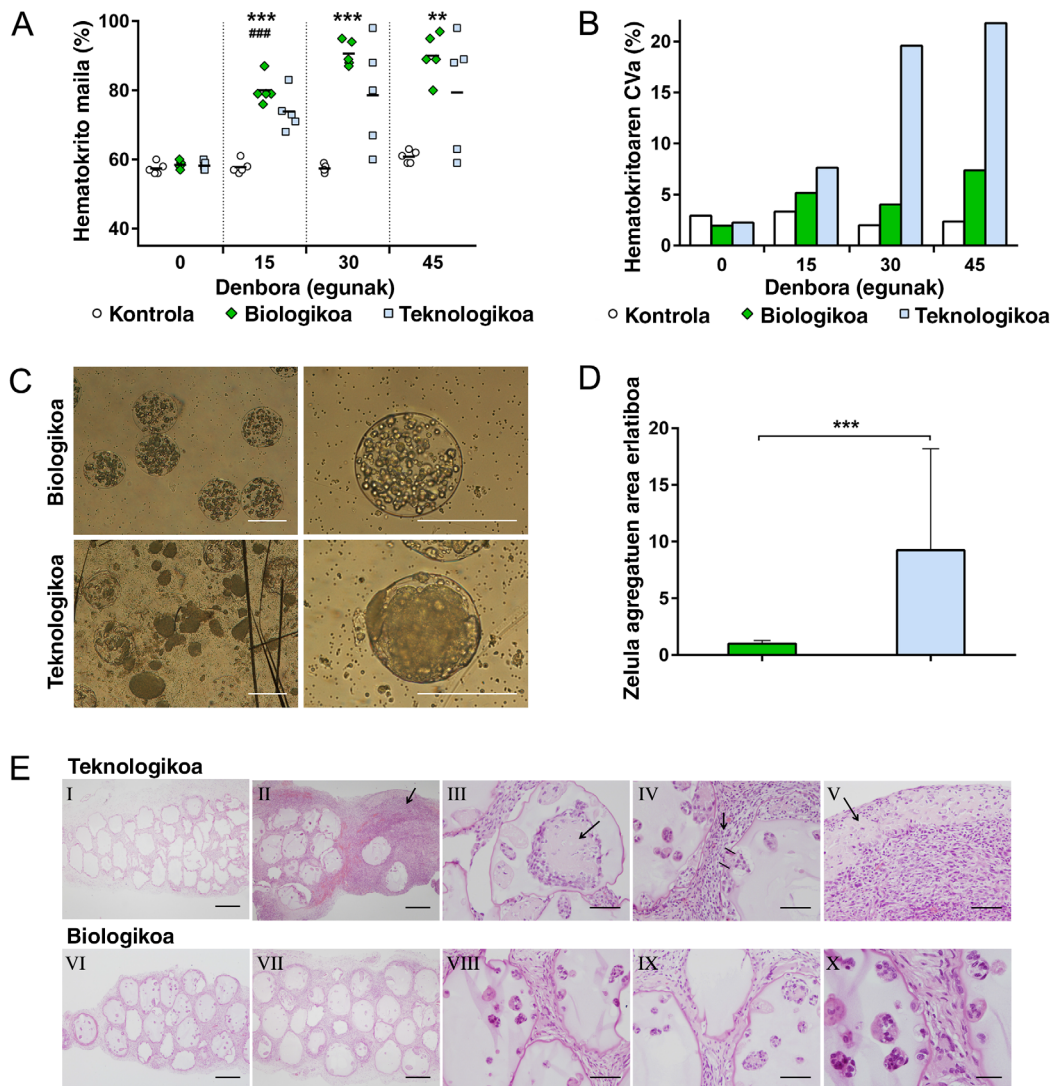 A
Hematokrito maila (%)
100
80
60
40
***
###
***
**
0 15 30 45
Denbora (egunak)
Kontrola Biologikoa Teknologikoa
B
Hematokritoaren CVa (%)
20
15
10
5
0
0 15 30 45
Denbora (egunak)
Kontrola Biologikoa Teknologikoa
C
Biologikoa
Teknologikoa
D
Zelula agregatuen area erlatiboa
20
15
10
5
0
***
E
Teknologikoa
I II III IV V
Biologikoa
VI VII VIII IX X